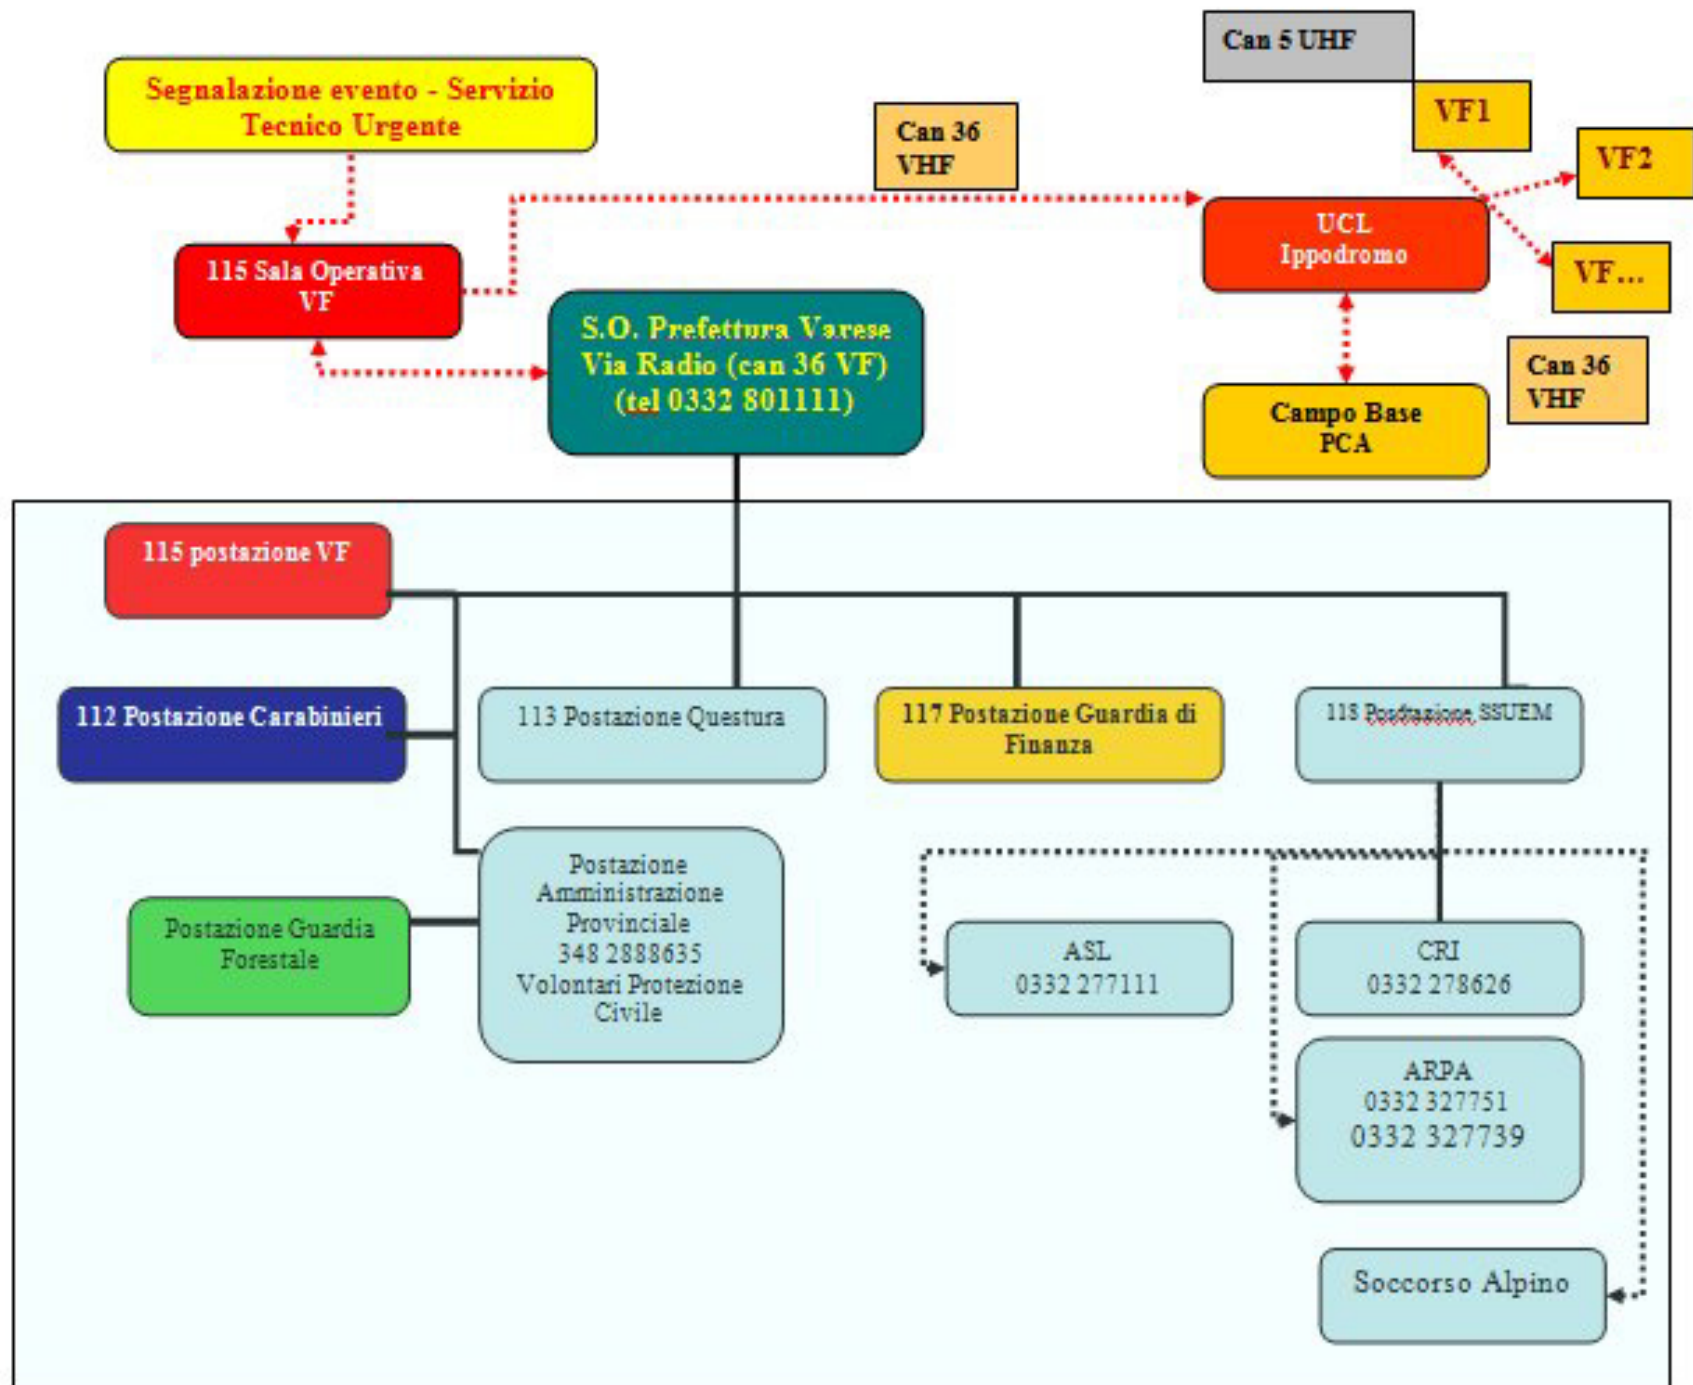 Can 5 UHF
Segnalazione evento - Servizio
Tecnico Urgente
VF1
Can 36
VHF
VF2
UCL
Ippodromo
115 Sala Operativa
VF
VF...
S.O. Prefettura Varese
Via Radio (can 36 VF)
(tel 0332 801111)
Can 36
VHF
Campo Base
PCA
115 postazione VF
112 Postazione Carabinieri
113 Postazione Questura
117 Postazione Guardia di
Finanza
118 Posdtazione SSUEM
Postazione
Amministrazione
Provinciale
348 2888635
Volontari Protezione
Civile
Postazione Guardia
Forestale
ASL
0332 277111
CRI
0332 278626
ARPA
0332 327751
0332 327739
Soccorso Alpino